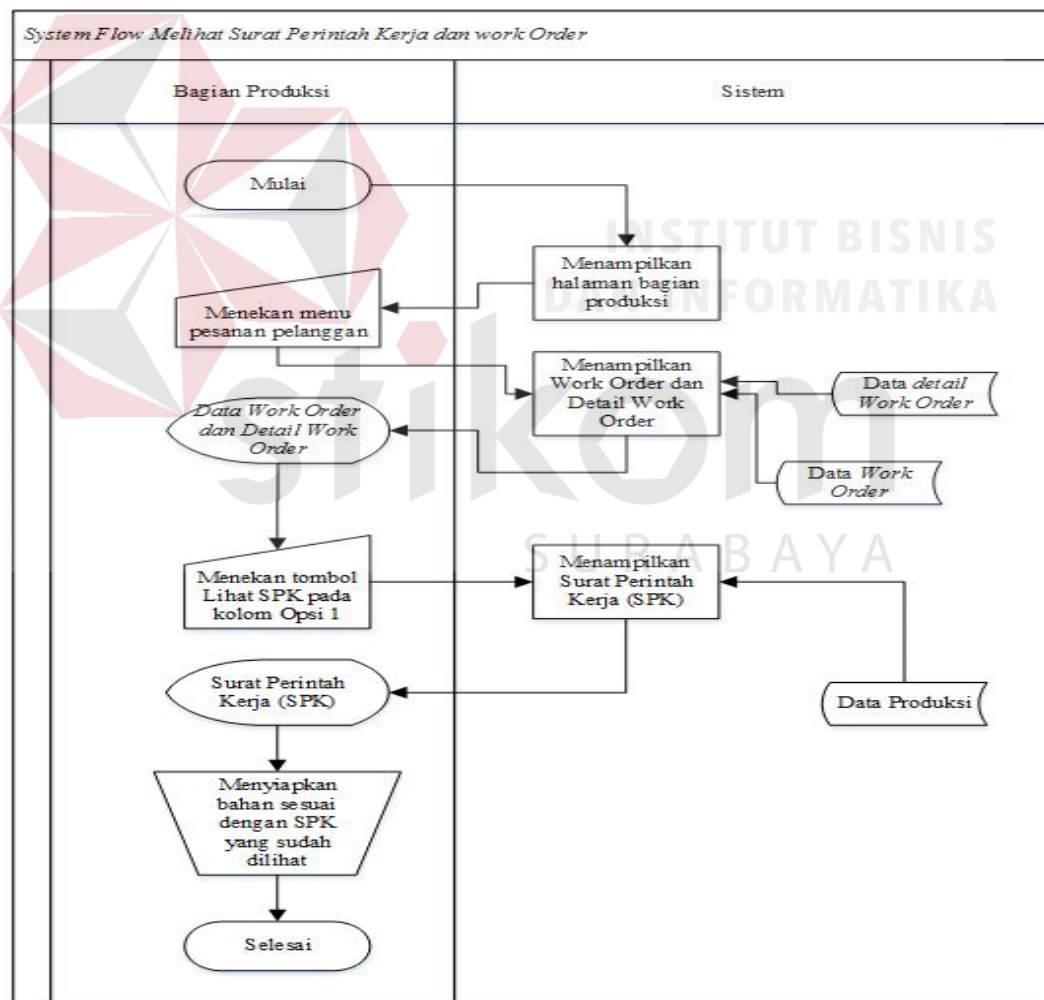 System Flow Melihat Surat Perintah Kerja dan work Order
Bagian Produksi
Sistem
Mulai
INSTITUT BISNIS
DAN INFORMATIKA
Menampilkan
halaman bagian
produksi
Menekan menu
pesanan pelanggan
stikom
SURABAYA
Menampilkan
Work Order dan
Detail Work
Order
Data detail
Work Order
Data Work Order
dan Detail Work
Order
Data Work
Order
Menekan tombol
Lihat SPK pada
kolom Opsi 1
Menampilkan
Surat Perintah
Kerja (SPK)
Surat Perintah
Kerja (SPK)
Data Produksi
Menyiapkan
bahan sesuai
dengan SPK
yang sudah
dilihat
Selesai